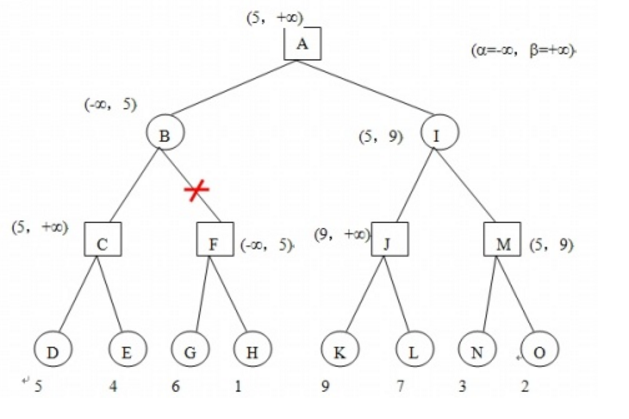 (5, +∞)
A
(α=-∞, β=+∞)
(-∞, 5)
B
(5, 9)
I
(5, +∞)
C
F
(-∞, 5)
(9, +∞)
J
M
(5, 9)
D
E
G
H
K
L
N
O
5
4
6
1
9
7
3
2